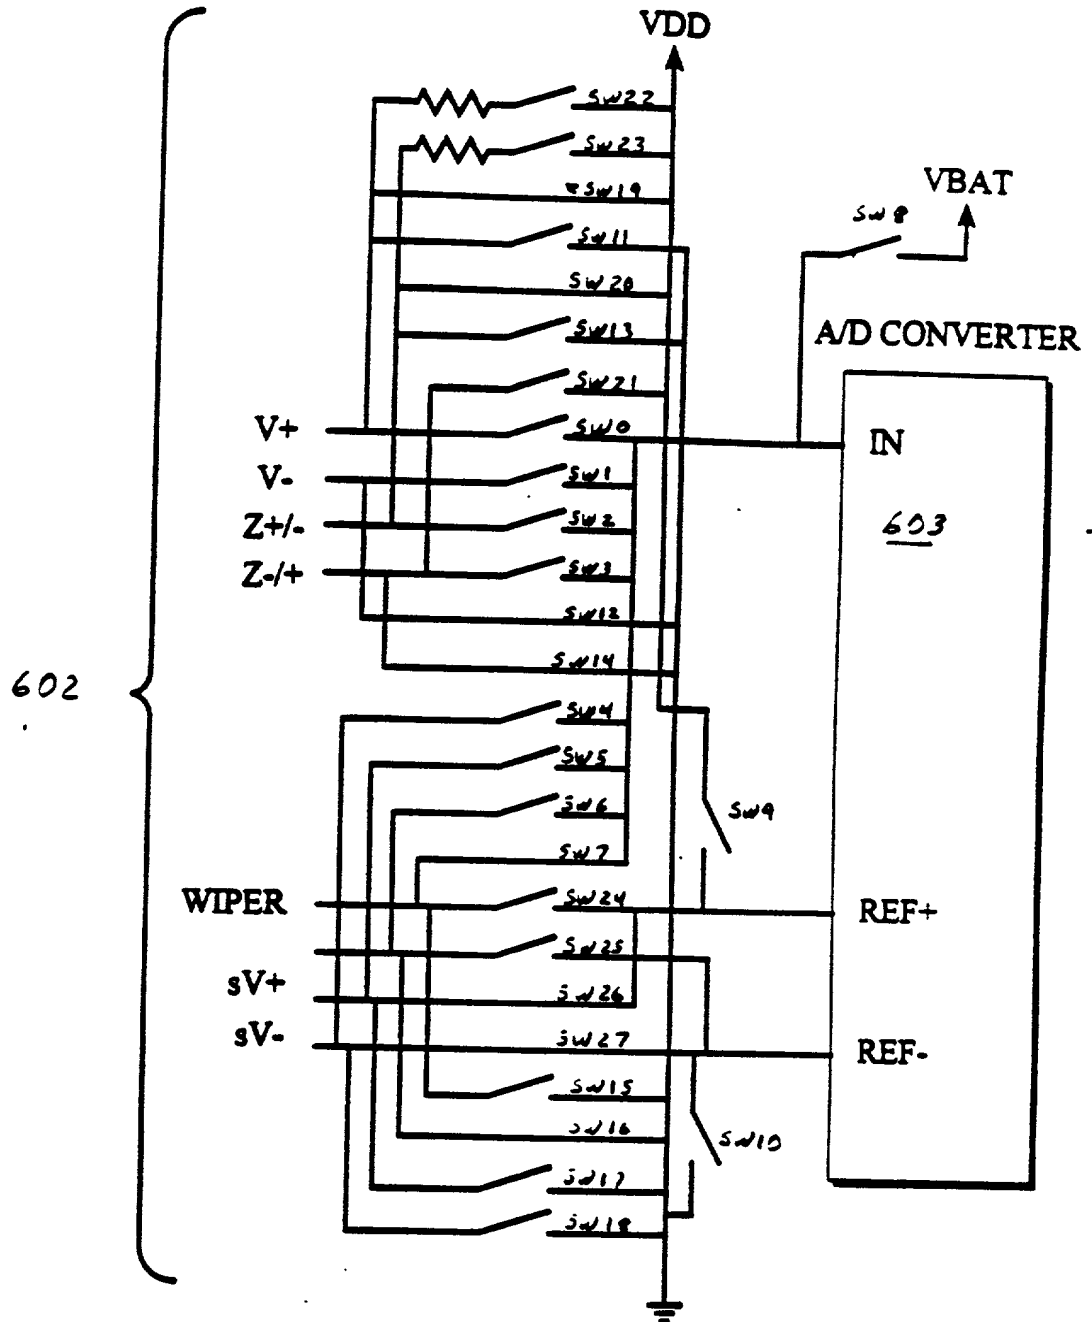 VDD
SW22
SW23
SW19
VBAT
SW8
SW11
SW20
SW13
A/D CONVERTER
SW21
V+
SW0
IN
V-
SW1
Z+/-
SW2
603
Z-/+
SW3
SW12
SW14
602
SW4
SW5
SW6
SW9
SW7
WIPER
SW24
REF+
SW25
sV+
SW26
sV-
SW27
REF-
SW15
SW16
SW10
SW17
SW18